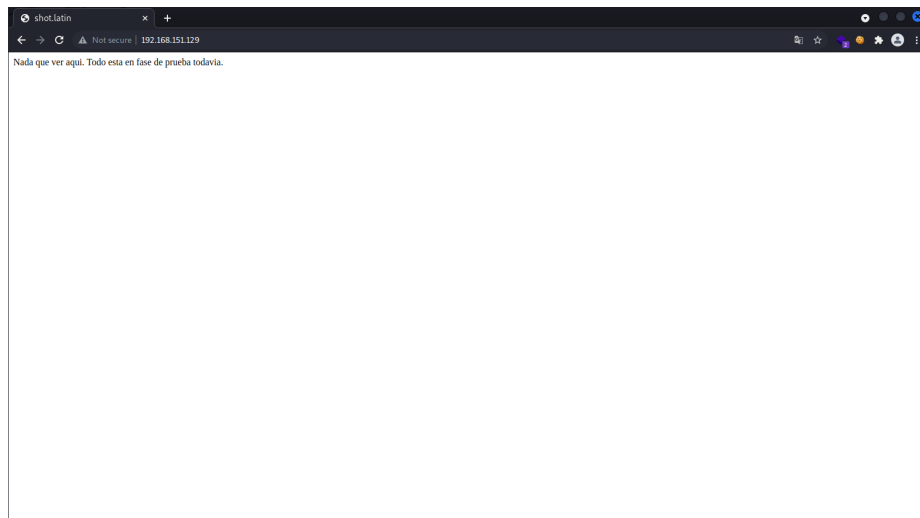 shot.latin
Not secure | 192.168.151.129
2
Nada que ver aqui. Todo esta en fase de prueba todavia.